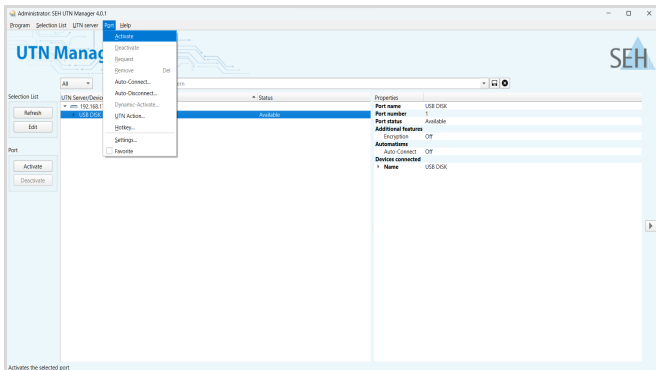 Administrator: SEH UTN Manager 4.0.1
Program Selection List UTN server Port Help
UTN Manag
SEH
Activate
Deactivate
Request
Remove Del
Auto-Connect...
Auto-Disconnect...
Dynamic-Activate...
UTN Action...
Hotkey...
Settings...
Favorite
All
Selection List
Refresh
Edit
Port
Activate
Deactivate
UTN Server/Device
Status
192.168.1
USB DISK Available
Properties
Port name USB DISK
Port number 1
Port status Available
Additional features
Encryption Off
Automatisms
Auto-Connect Off
Devices connected
Name USB DISK
Activates the selected port